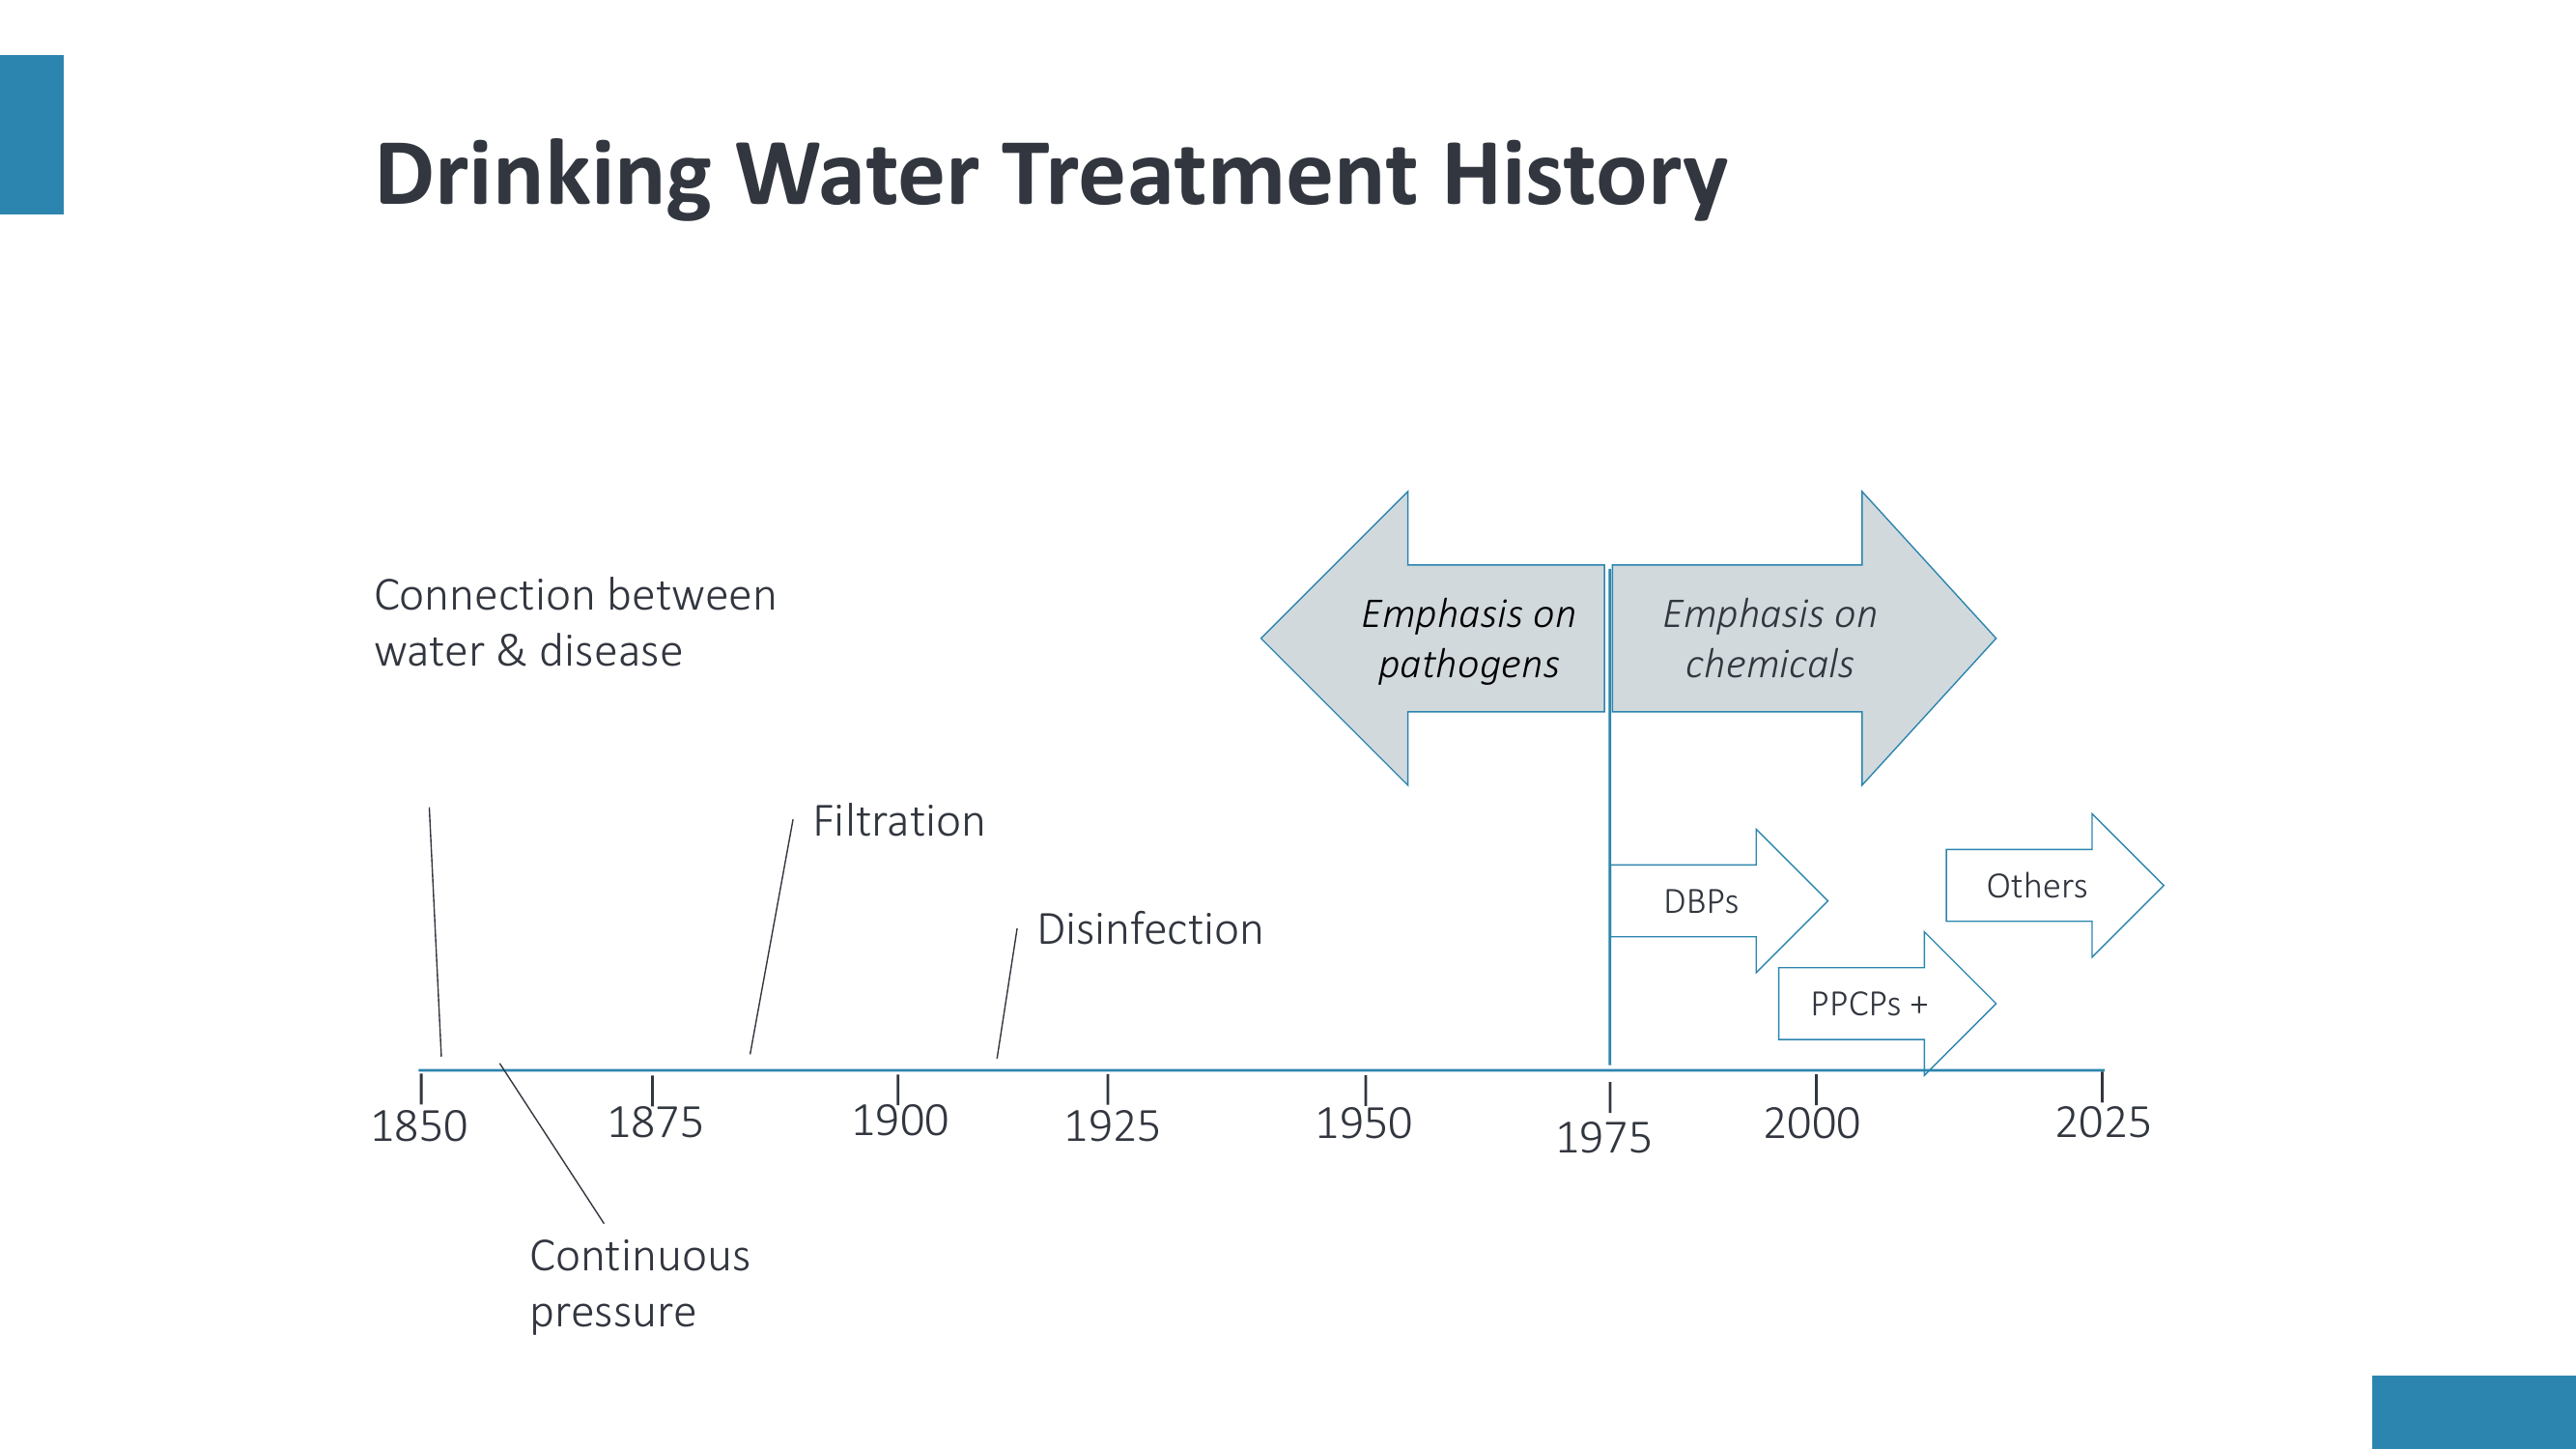 Drinking Water Treatment History
Connection between
water & disease
Emphasis on
pathogens
Emphasis on
chemicals
Filtration
Disinfection
DBPs
Others
PPCPs +
1850
1875
1900
1925
1950
1975
2000
2025
Continuous
pressure